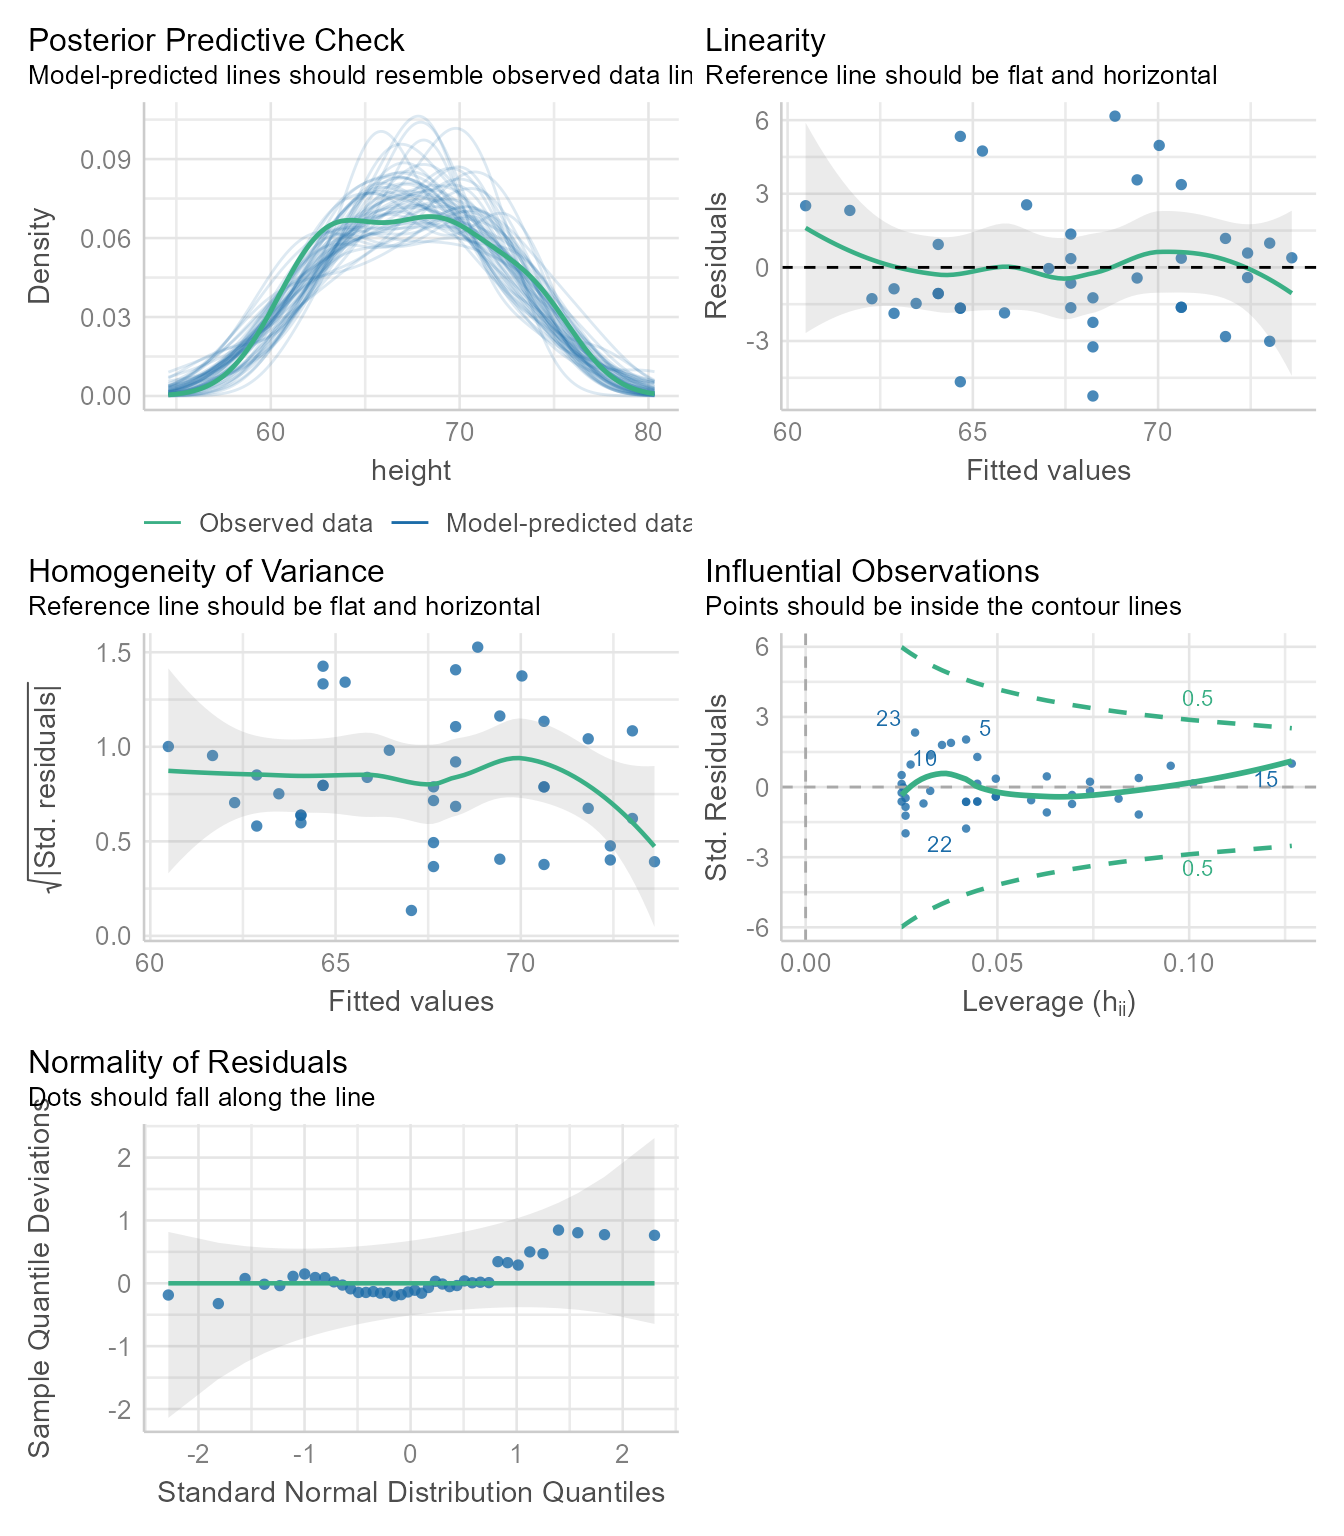 Posterior Predictive Check
Model-predicted lines should resemble observed data lin
Density
0.09
0.06
0.03
0.00
60
70
80
height
Observed data
Model-predicted data
Linearity
Reference line should be flat and horizontal
Residuals
6
3
0
-3
60
65
70
Fitted values
Homogeneity of Variance
Reference line should be flat and horizontal
√|Std. residuals|
1.5
1.0
0.5
0.0
60
65
70
Fitted values
Influential Observations
Points should be inside the contour lines
Std. Residuals
6
3
0
-3
-6
0.5
23
5
10
15
22
0.5
0.00
0.05
0.10
Leverage (hii)
Normality of Residuals
Dots should fall along the line
Sample Quantile Deviations
2
1
0
-1
-2
-2
-1
0
1
2
Standard Normal Distribution Quantiles